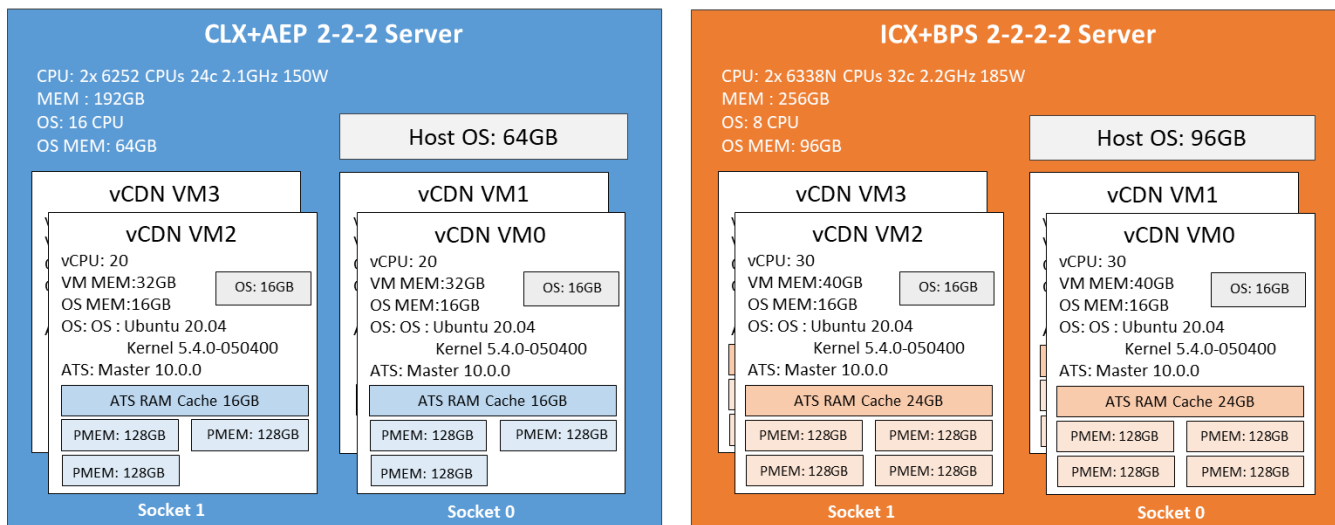 CLX+AEP 2-2-2 Server
CPU: 2x 6252 CPUs 24c 2.1GHz 150W
MEM : 192GB
OS: 16 CPU
OS MEM: 64GB
Host OS: 64GB
vCDN VM3
vCDN VM2
vCPU: 20
VM MEM:32GB
OS MEM:16GB
OS: 16GB
OS: OS : Ubuntu 20.04
Kernel 5.4.0-050400
ATS: Master 10.0.0
ATS RAM Cache 16GB
PMEM: 128GB PMEM: 128GB
PMEM: 128GB
Socket 1
vCDN VM1
vCDN VM0
vCPU: 20
VM MEM:32GB
OS MEM:16GB
OS: 16GB
OS: OS : Ubuntu 20.04
Kernel 5.4.0-050400
ATS: Master 10.0.0
ATS RAM Cache 16GB
PMEM: 128GB PMEM: 128GB
PMEM: 128GB
Socket 0
ICX+BPS 2-2-2-2 Server
CPU: 2x 6338N CPUs 32c 2.2GHz 185W
MEM : 256GB
OS: 8 CPU
OS MEM: 96GB
Host OS: 96GB
vCDN VM3
vCDN VM2
vCPU: 30
VM MEM:40GB
OS MEM:16GB
OS: 16GB
OS: OS : Ubuntu 20.04
Kernel 5.4.0-050400
ATS: Master 10.0.0
ATS RAM Cache 24GB
PMEM: 128GB PMEM: 128GB
PMEM: 128GB PMEM: 128GB
Socket 1
vCDN VM1
vCDN VM0
vCPU: 30
VM MEM:40GB
OS MEM:16GB
OS: 16GB
OS: OS : Ubuntu 20.04
Kernel 5.4.0-050400
ATS: Master 10.0.0
ATS RAM Cache 24GB
PMEM: 128GB PMEM: 128GB
PMEM: 128GB PMEM: 128GB
Socket 0